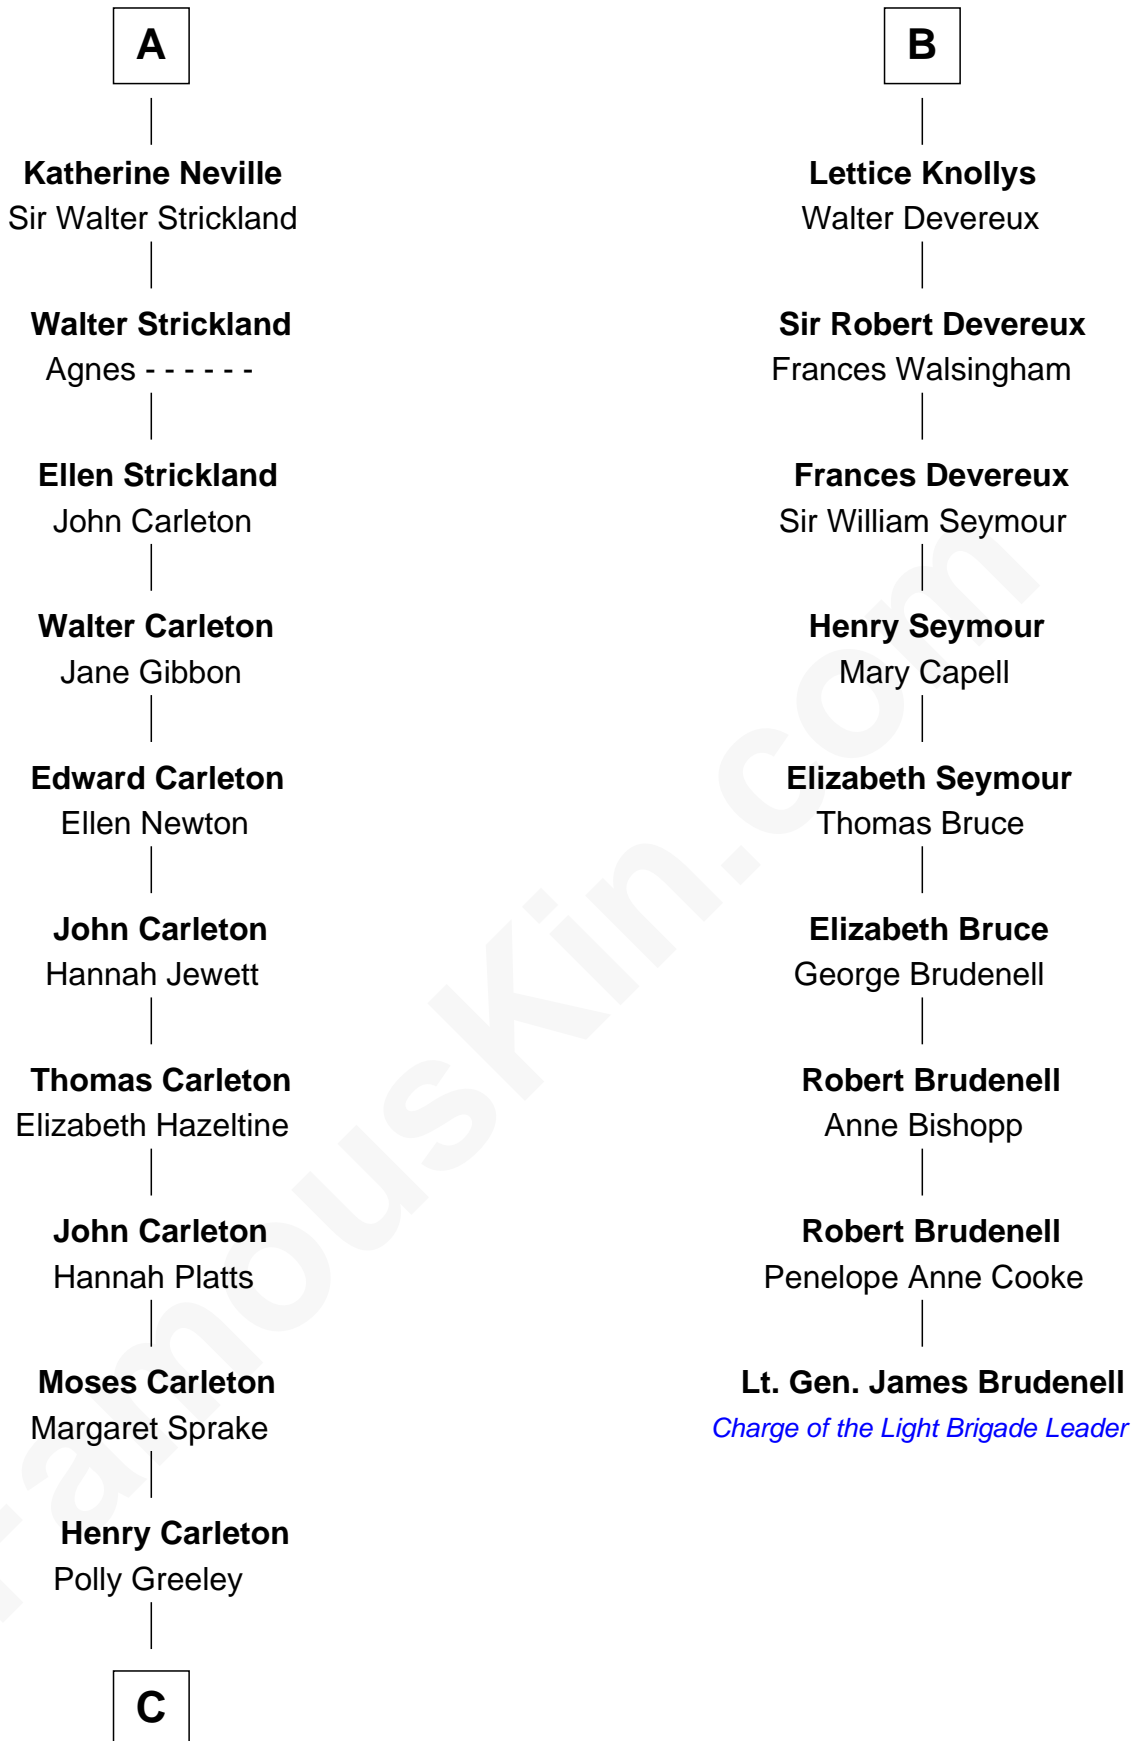 A
Katherine Neville
Sir Walter Strickland
Walter Strickland
Agnes - - - - - -
Ellen Strickland
John Carleton
Walter Carleton
Jane Gibbon
Edward Carleton
Ellen Newton
John Carleton
Hannah Jewett
Thomas Carleton
Elizabeth Hazeltine
John Carleton
Hannah Platts
Moses Carleton
Margaret Sprake
Henry Carleton
Polly Greeley
C
B
Lettice Knollys
Walter Devereux
Sir Robert Devereux
Frances Walsingham
Frances Devereux
Sir William Seymour
Henry Seymour
Mary Capell
Elizabeth Seymour
Thomas Bruce
Elizabeth Bruce
George Brudenell
Robert Brudenell
Anne Bishopp
Robert Brudenell
Penelope Anne Cooke
Lt. Gen. James Brudenell
Charge of the Light Brigade Leader
FamousKin.com